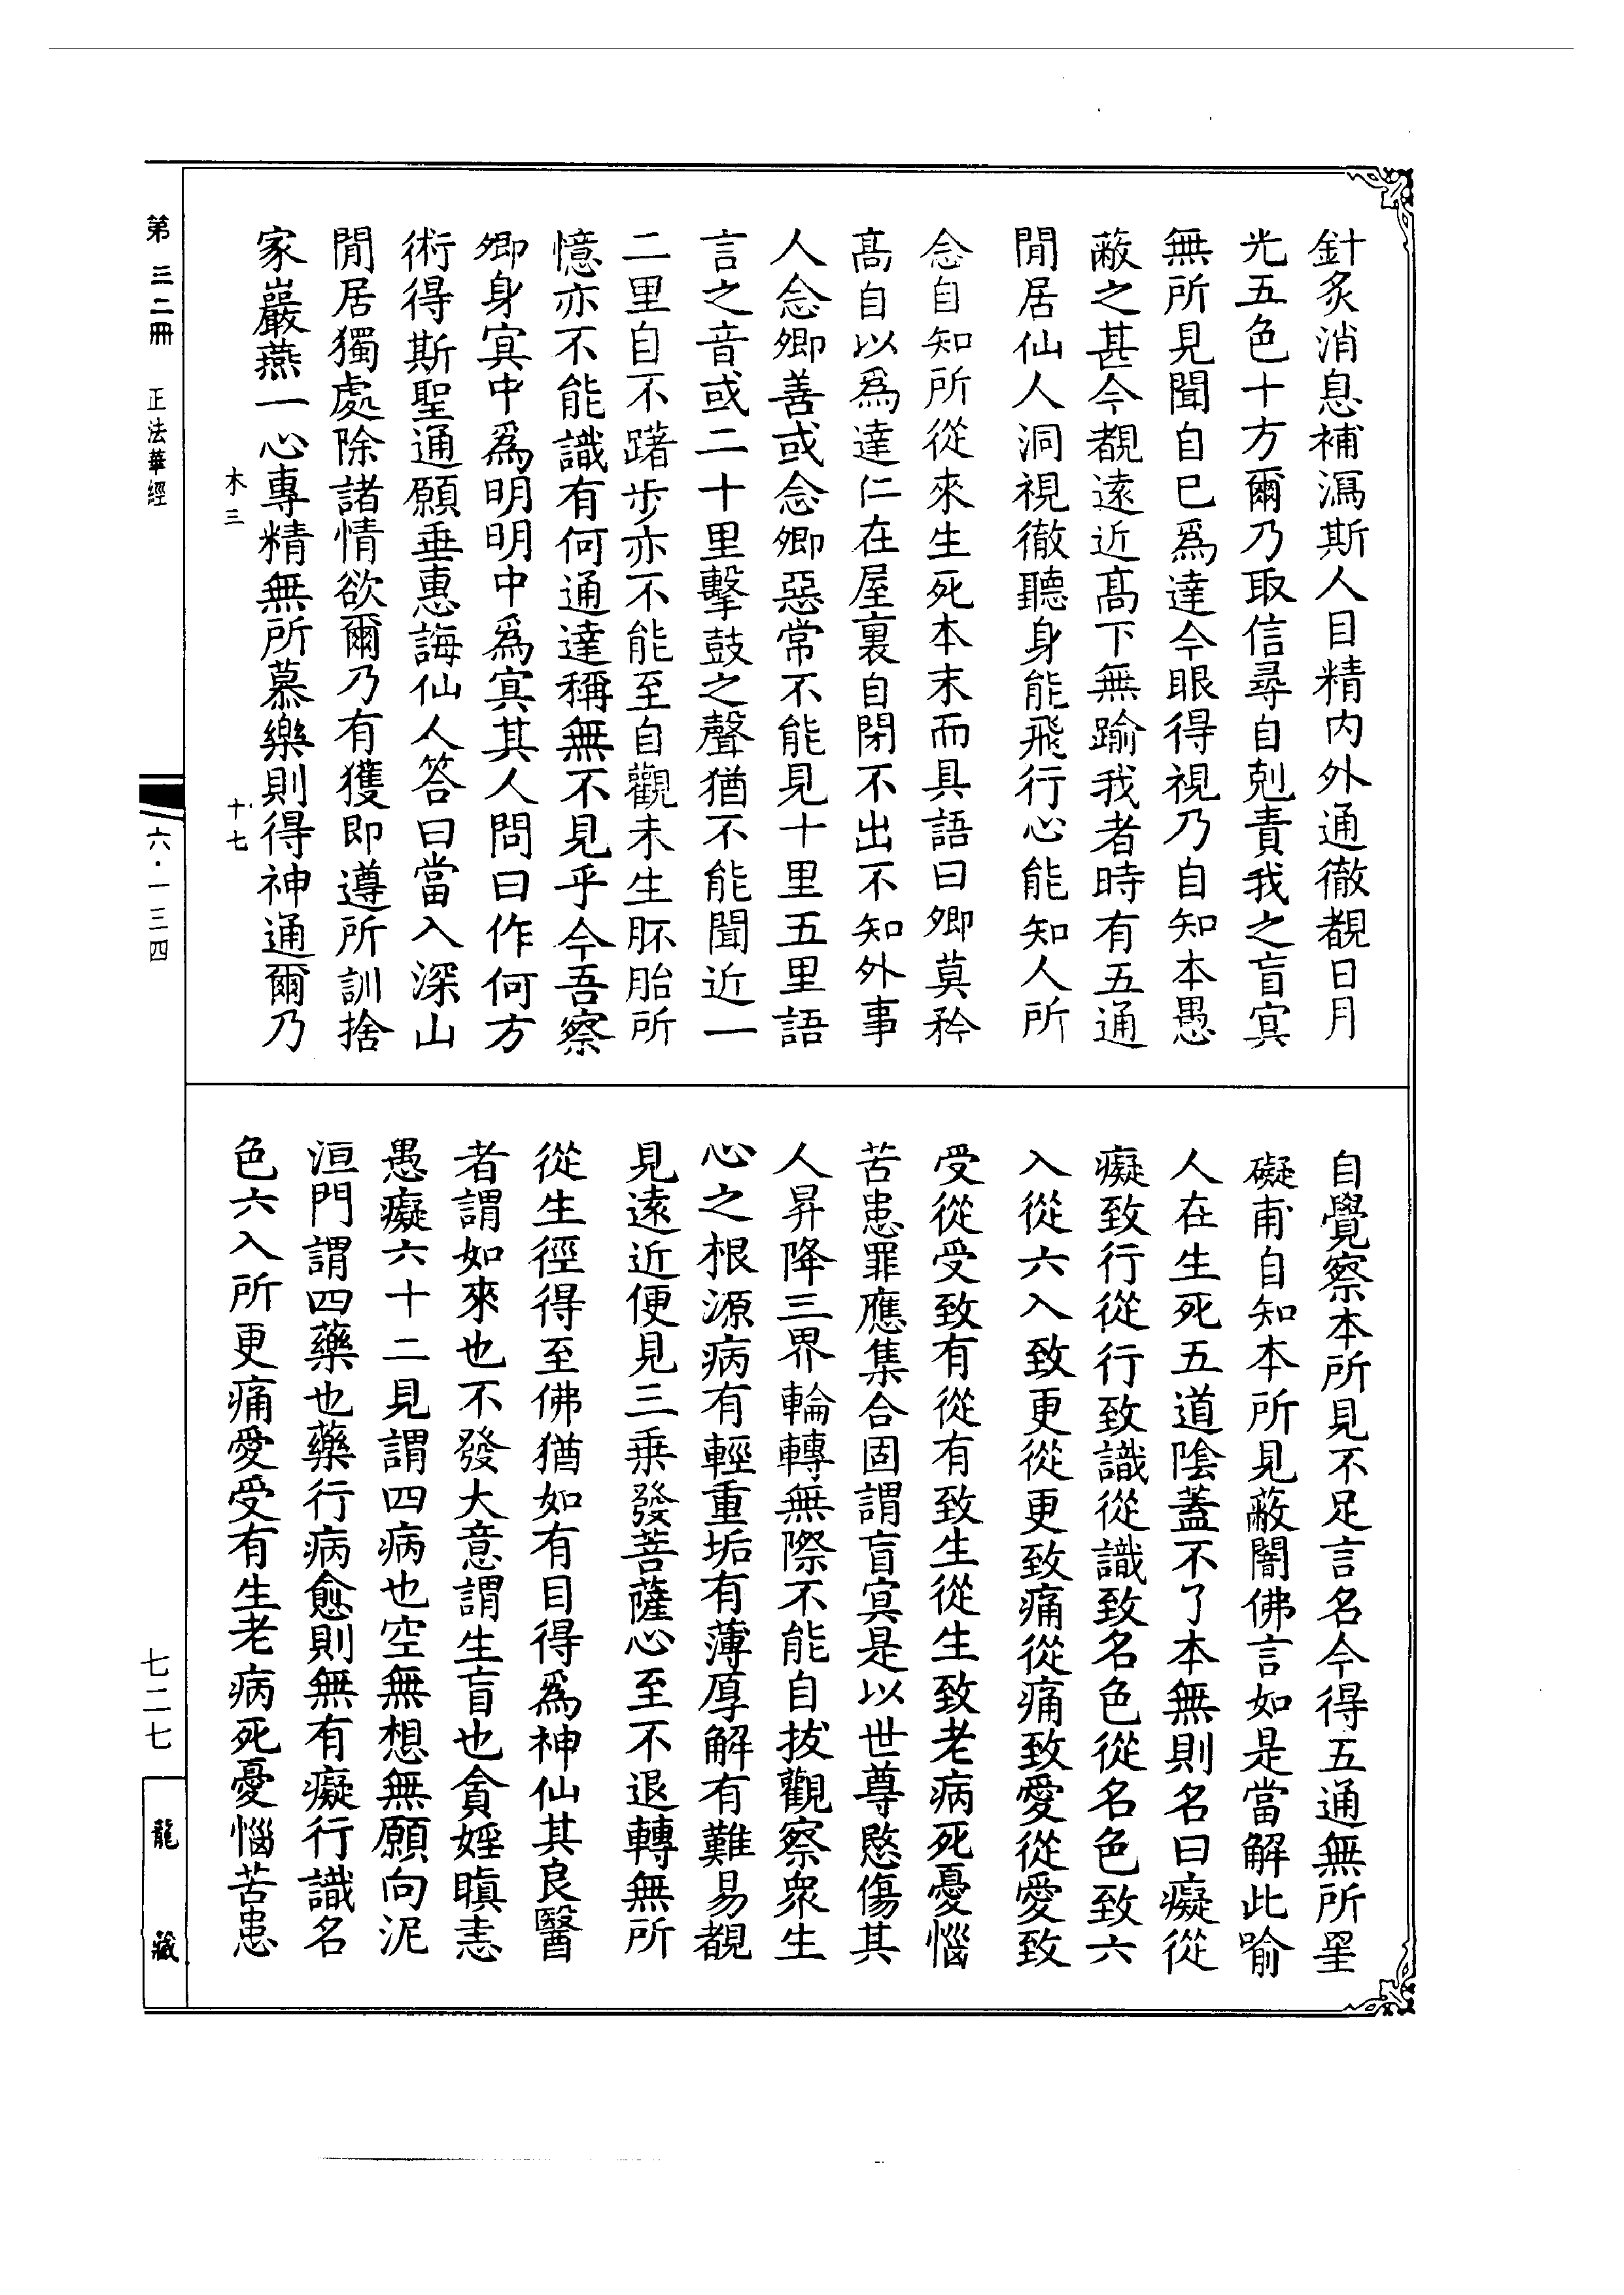 針炙消息補瀉斯人目精內外通徹覩日月
光五色十方爾乃取信尋自剋責我之盲冥
無所見聞自已爲達今眼得視乃自知本愚
蔽之甚今覩遠近髙下無踰我者時有五通
閒居仙人洞視徹聽身能飛行心能知人所
念自知所從來生死本末而具語曰卿莫矜
髙自以爲達仁在屋裏自閉不出不知外事
人念卿善或念卿惡常不能見十里五里語
言之音或二十里擊鼓之聲猶不能聞近一
二里自不躇步亦不能至自觀未生胚胎所
憶亦不能識有何通達稱無不見乎今吾察
卿身冥中爲明明中爲冥其人問曰作何方
術得斯聖通願垂惠誨仙人答曰當入深山
閒居獨處除諸情欲爾乃有獲即遵所訓捨
家巖燕一心專精無所慕樂則得神通爾乃
自覺察本所見不足言名今得五通無所罣
礙甫自知本所見蔽闇佛言如是當解此喻
人在生死五道陰蓋不了本無則名曰癡從
癡致行從行致識從識致名色從名色致六
入從六入致更從更致痛從痛致愛從愛致
受從受致有從有致生從生致老病死憂惱
苦患罪應集合固謂盲冥是以世尊愍傷其
人昇降三界輪轉無際不能自拔觀察衆生
心之根源病有輕重垢有薄厚解有難易覩
見遠近便見三乗發菩薩心至不退轉無所
從生徑得至佛猶如有目得爲神仙其良醫
者謂如來也不發大意謂生盲也貪婬瞋恚
愚癡六十二見謂四病也空無想無願向泥
洹門謂四藥也藥行病愈則無有癡行識名
色六入所更痛愛受有生老病死憂惱苦患
木三
十七
第三二冊
正法華經
六·一三四
七二七
龍藏